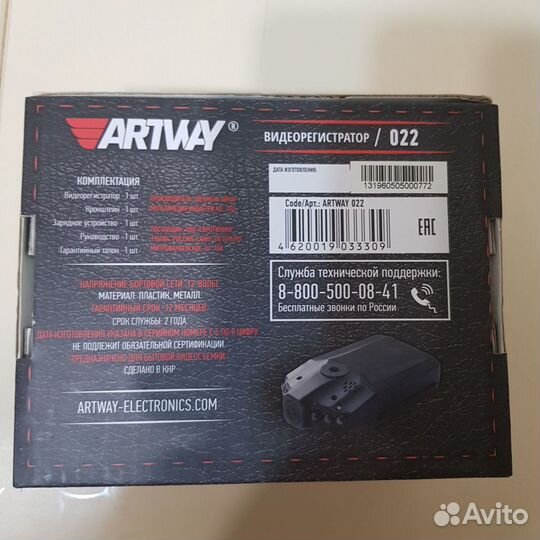 ARTWAY®
ВИДЕОРЕГИСТРАТОР / 022
ДАТА ИЗГОТОВЛЕНИЯ:
131960505000772
Code/Арт.: ARTWAY 022
4 620019 033309
EAC
КОМПЛЕКТАЦИЯ
Видеорегистратор - 1 шт.
Кронштейн - 1 шт.
Зарядное устройство - 1 шт.
Руководство - 1 шт.
Гарантийный талон - 1 шт.
НАПРЯЖЕНИЕ БОРТОВОЙ СЕТИ: 12 ВОЛЬТ
МАТЕРИАЛ: ПЛАСТИК, МЕТАЛЛ.
ГАРАНТИЙНЫЙ СРОК -12 МЕСЯЦЕВ
СРОК СЛУЖБЫ: 2 ГОДА
ДАТА ИЗГОТОВЛЕНИЯ УКАЗАНА В СЕРИЙНОМ НОМЕРЕ С 6 ПО 9 ЦИФРУ
НЕ ПОДЛЕЖИТ ОБЯЗАТЕЛЬНОЙ СЕРТИФИКАЦИИ
ПРЕДНАЗНАЧЕНО ДЛЯ БЫТОВОЙ ВИДЕОСЪЕМКИ
СДЕЛАНО В КНР
ARTWAY-ELECTRONICS.COM
Служба технической поддержки:
8-800-500-08-41
Бесплатные звонки по России
Avito